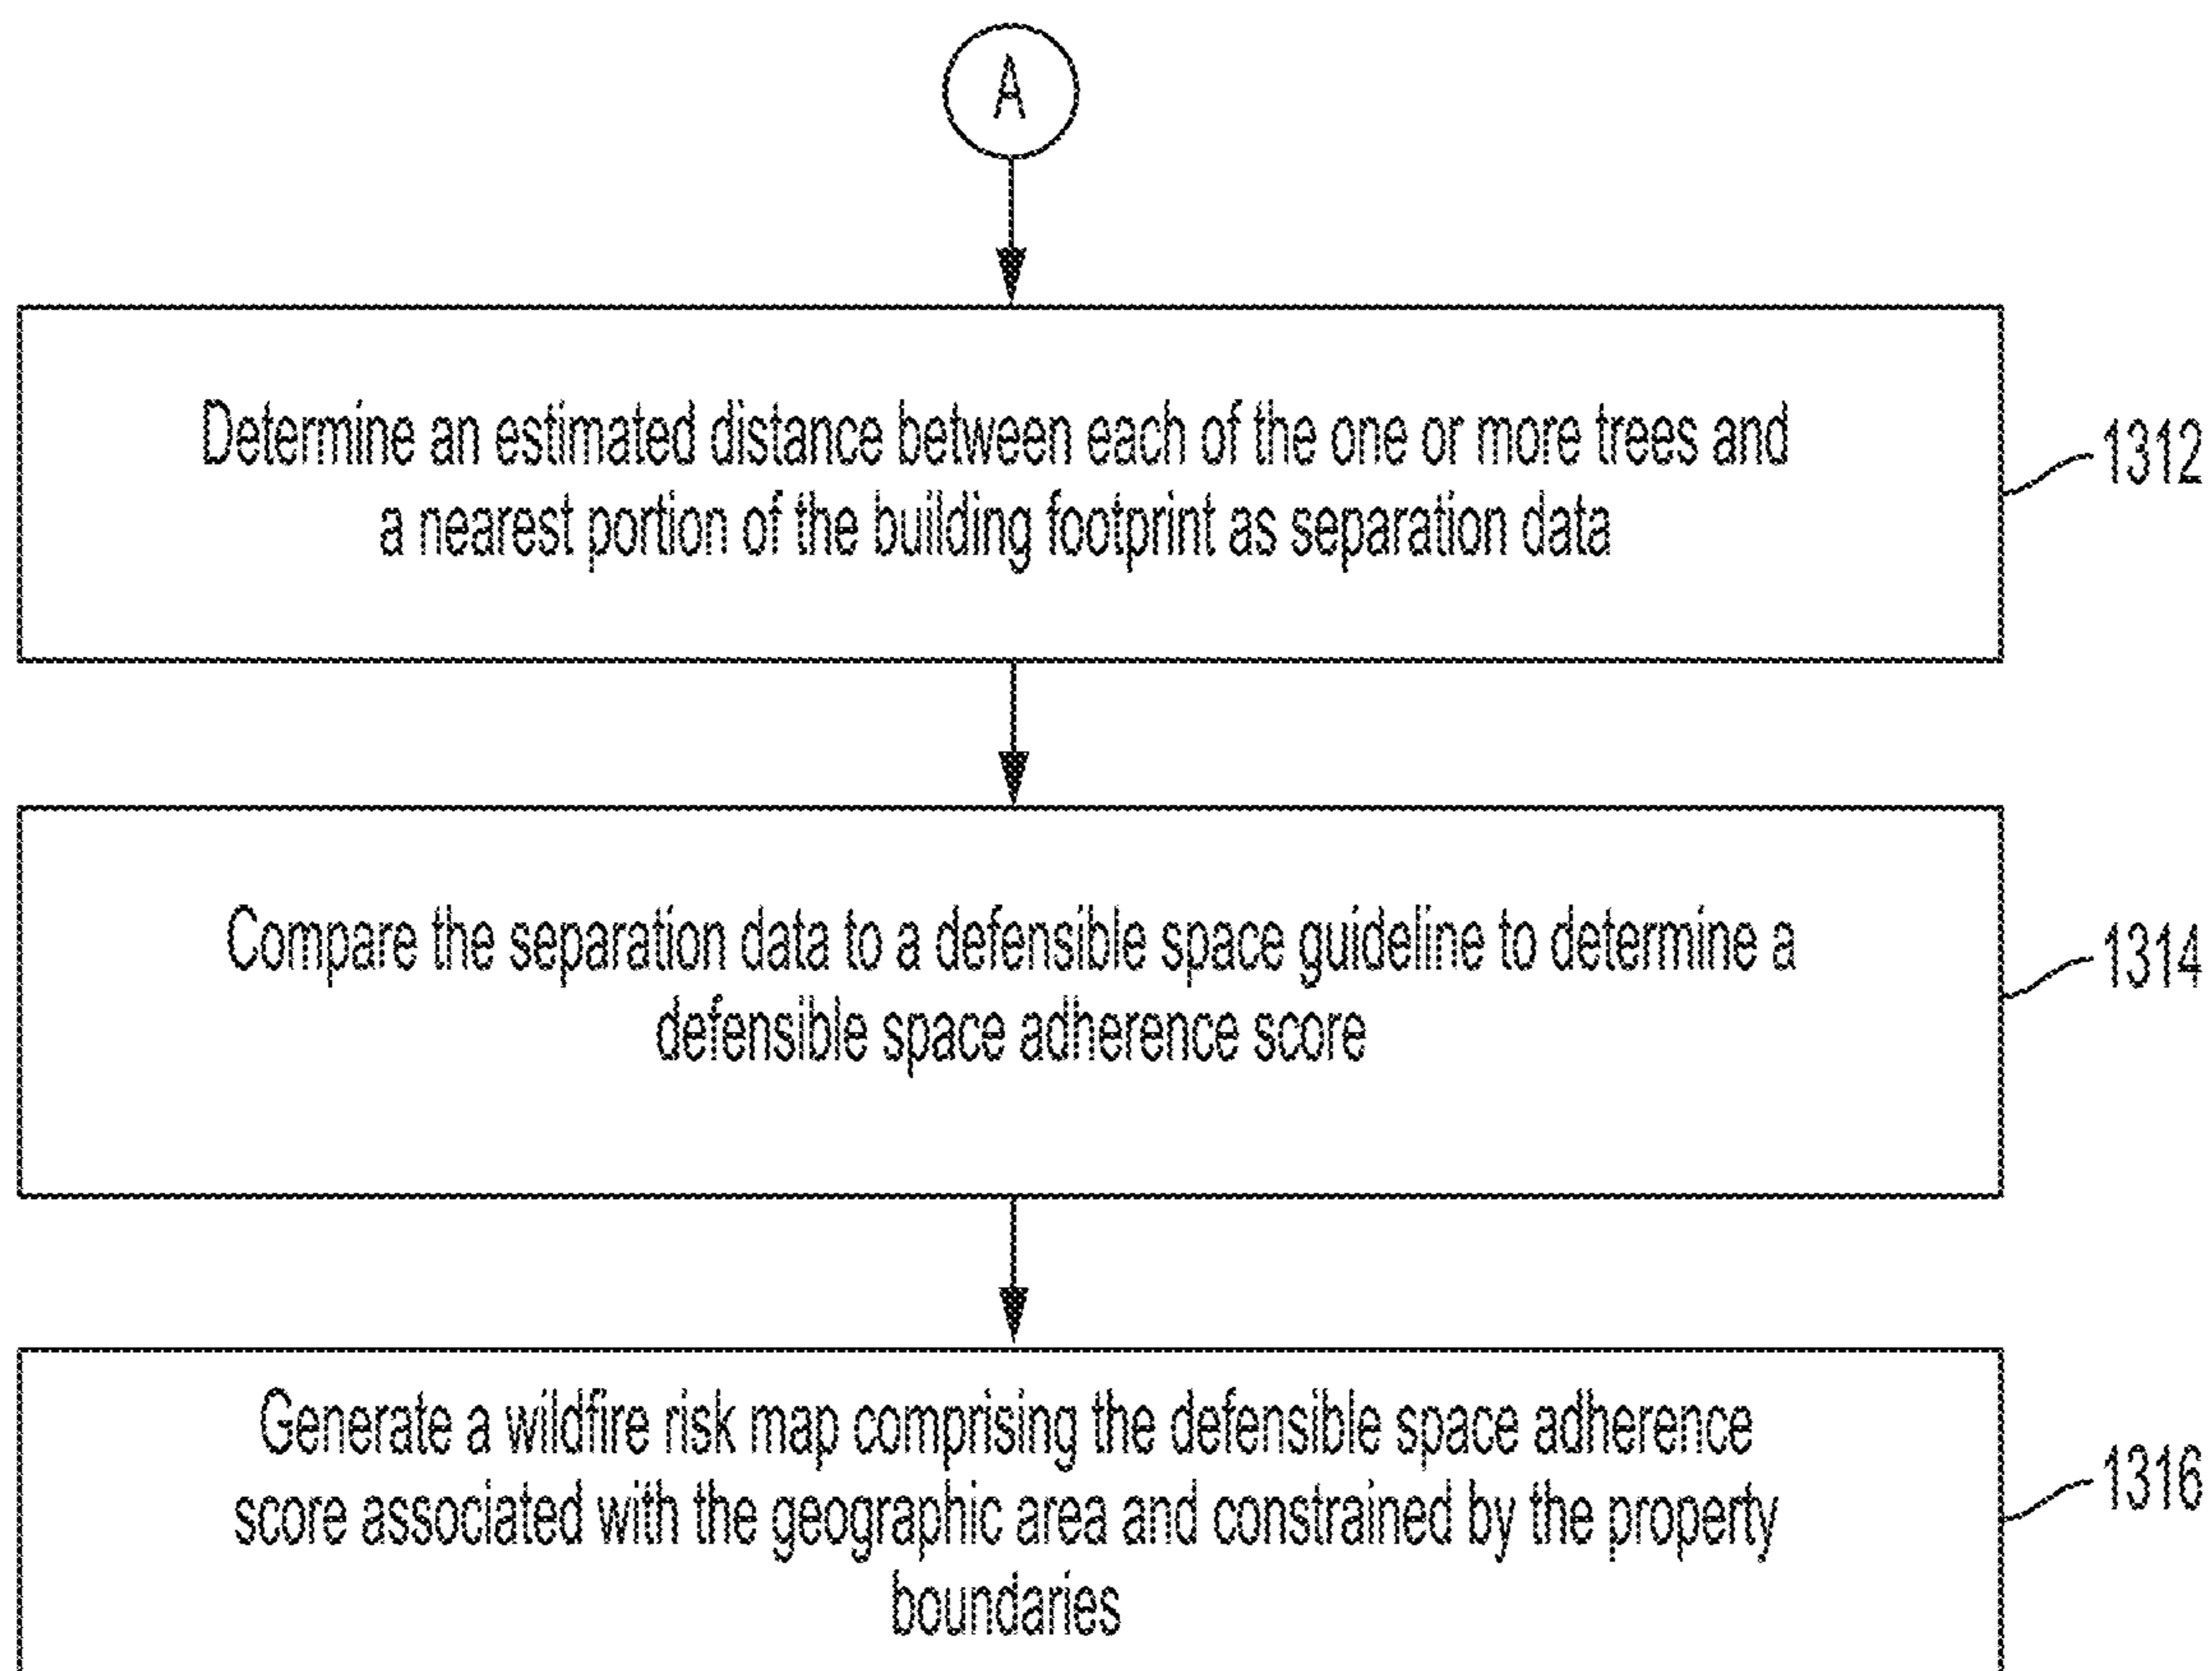 A
Determine an estimated distance between each of the one or more trees and
a nearest portion of the building footprint as separation data
1312
Compare the separation data to a defensible space guideline to determine a
defensible space adherence score
1314
Generate a wildfire risk map comprising the defensible space adherence
score associated with the geographic area and constrained by the property
boundaries
1316